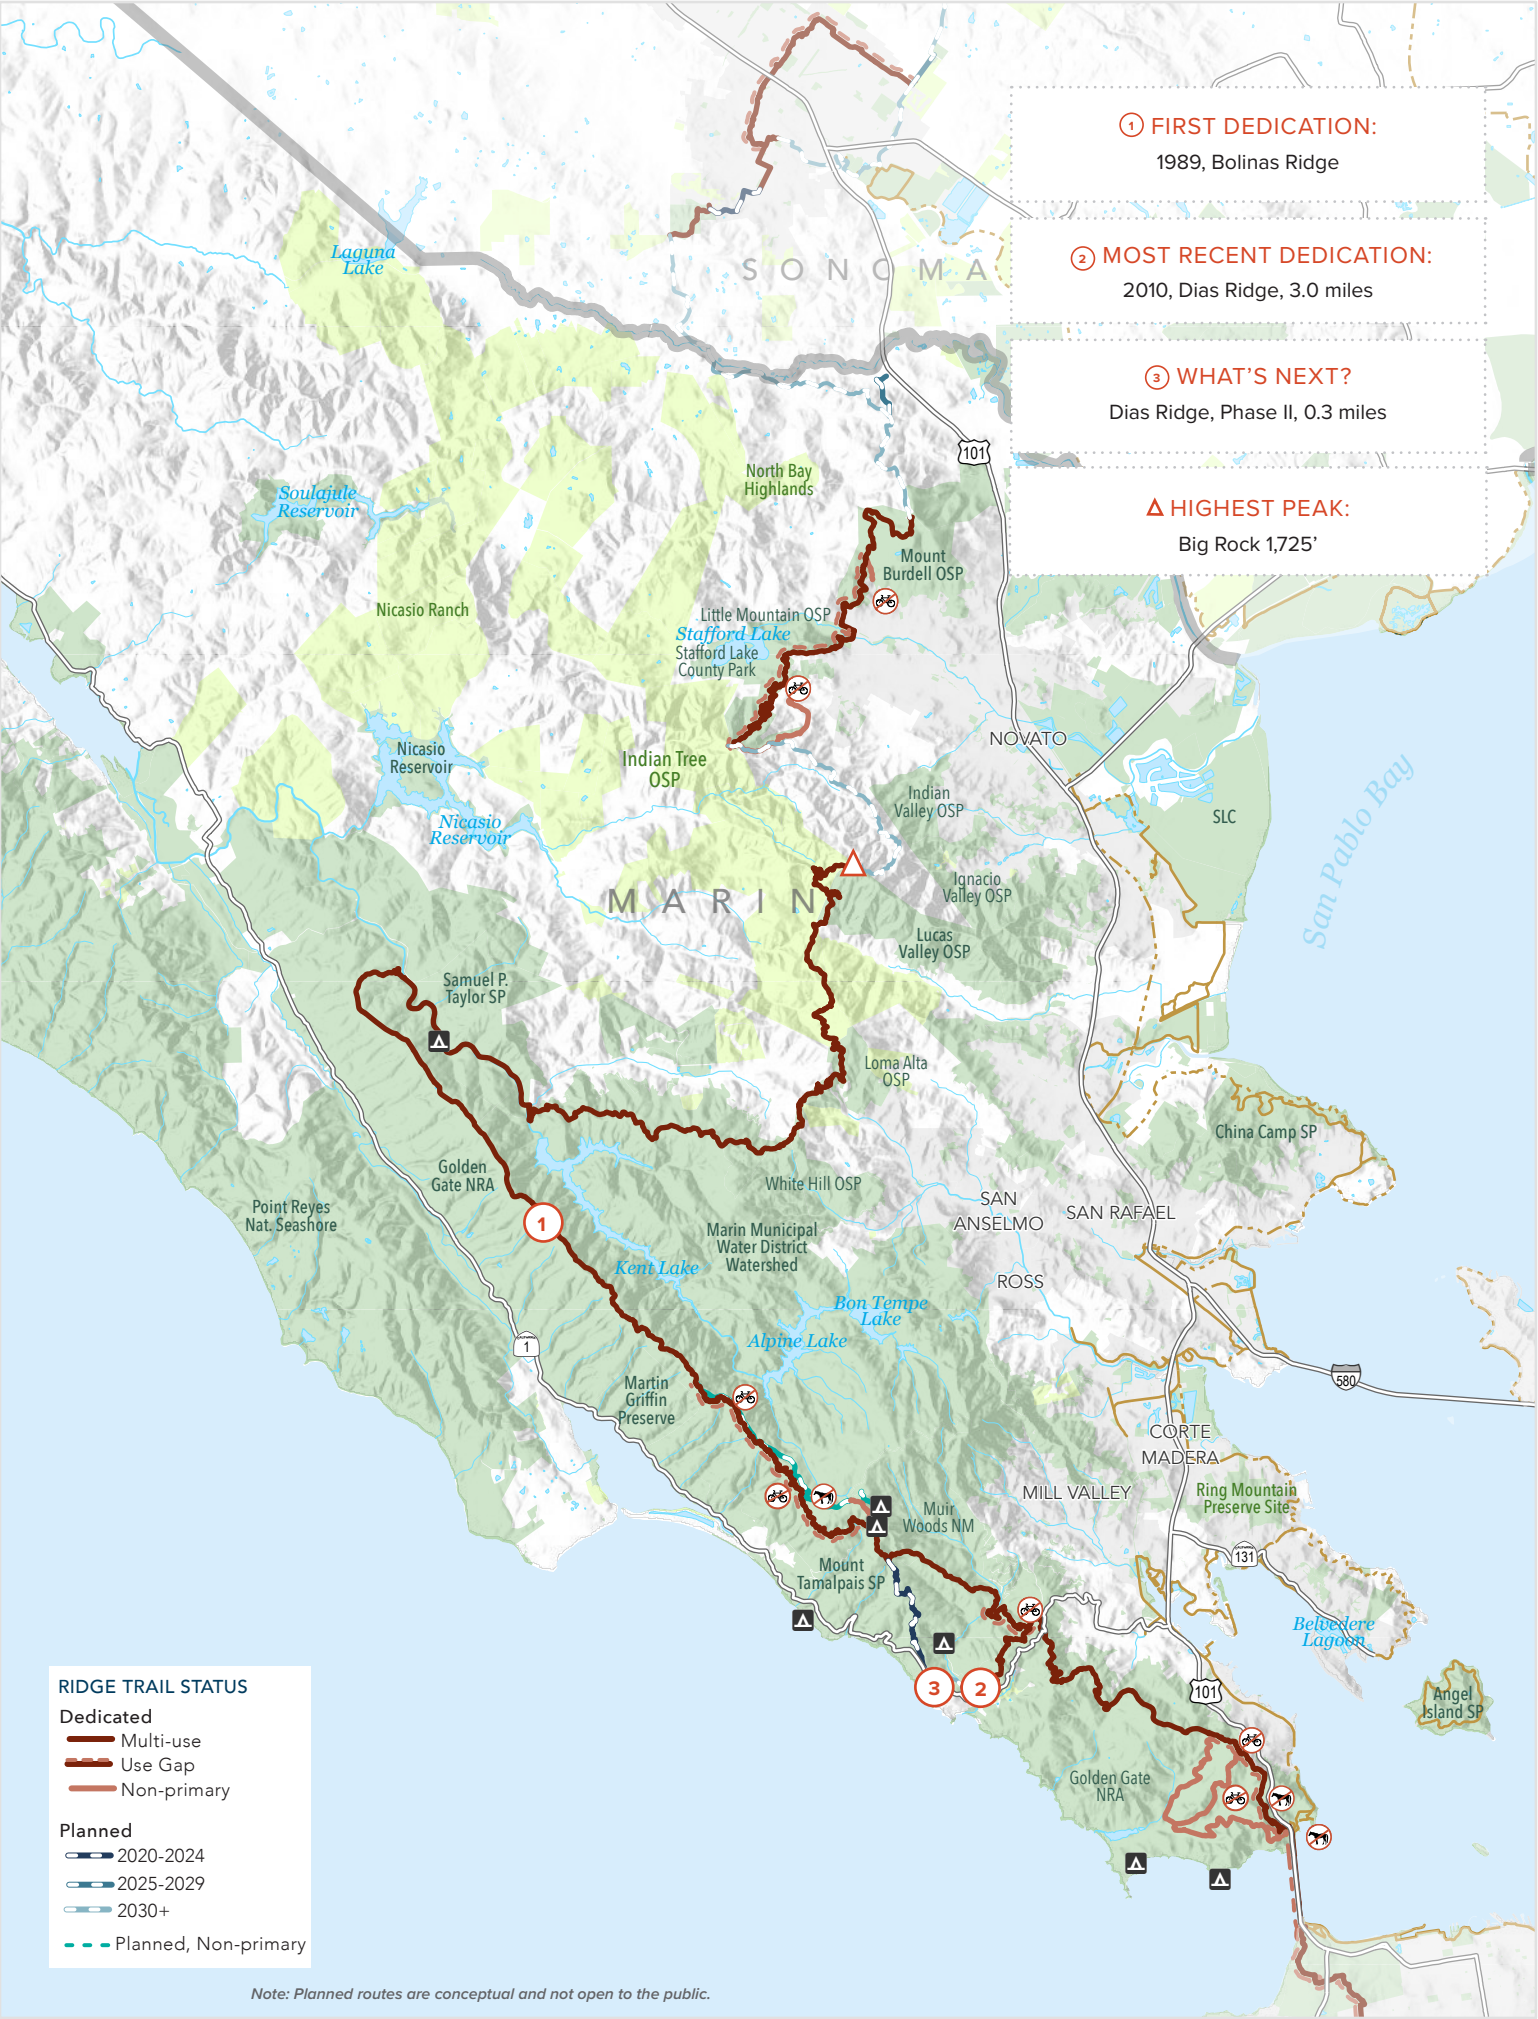 1 FIRST DEDICATION:
1989, Bolinas Ridge
2 MOST RECENT DEDICATION:
2010, Dias Ridge, 3.0 miles
3 WHAT'S NEXT?
Dias Ridge, Phase II, 0.3 miles
HIGHEST PEAK:
Big Rock 1,725’
Laguna
Lake
SONOMA
101
North Bay
Highlands
Soulajule
Reservoir
Mount
Burdell OSP
Nicasio Ranch
Little Mountain OSP
Stafford Lake
Stafford Lake
County Park
NOVATO
Nicasio
Reservoir
Indian Tree
OSP
Indian
Valley OSP
SLC
San Pablo Bay
Nicasio
Reservoir
MARIN
Ignacio
Valley OSP
Lucas
Valley OSP
Samuel P.
Taylor SP
Loma Alta
OSP
China Camp SP
Golden
Gate NRA
White Hill OSP
Point Reyes
Nat. Seashore
SAN
ANSELMO
SAN RAFAEL
1
Marin Municipal
Water District
Watershed
Kent Lake
ROSS
Bon Tempe
Lake
Alpine Lake
CALIFORNIA
1
580
Martin
Griffin
Preserve
CORTE
MADERA
MILL VALLEY
Ring Mountain
Preserve Site
Muir
Woods NM
CALIFORNIA
131
Mount
Tamalpais SP
Belvedere
Lagoon
3
2
101
Angel
Island SP
Golden Gate
NRA
RIDGE TRAIL STATUS
Dedicated
Multi-use
Use Gap
Non-primary
Planned
2020-2024
2025-2029
2030+
Planned, Non-primary
Note: Planned routes are conceptual and not open to the public.